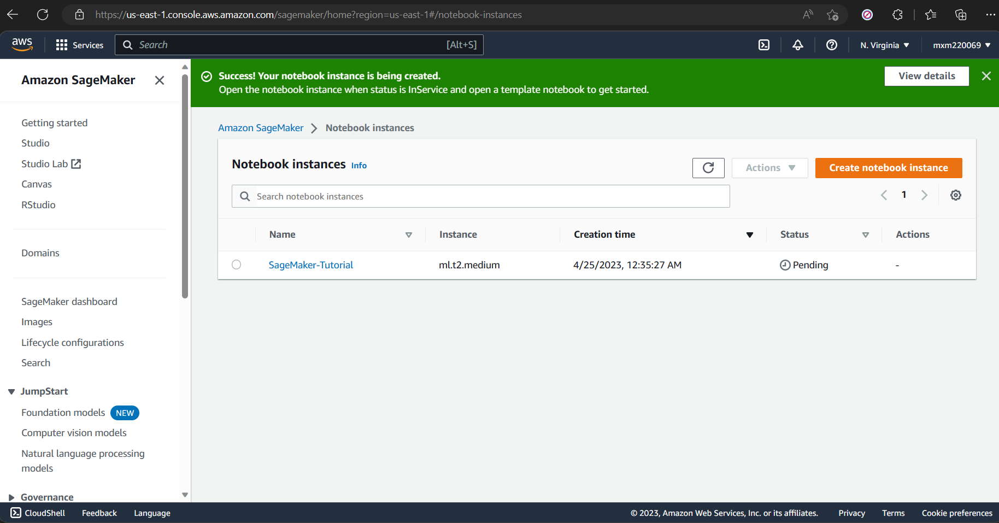 https://us-east-1.console.aws.amazon.com/sagemaker/home?region=us-east-1#/notebook-instances
aws
Services
Search
[Alt+S]
N. Virginia
mxm220069
Amazon SageMaker
Getting started
Studio
Studio Lab
Canvas
RStudio
Domains
SageMaker dashboard
Images
Lifecycle configurations
Search
JumpStart
Foundation models NEW
Computer vision models
Natural language processing
models
Governance
Success! Your notebook instance is being created.
Open the notebook instance when status is InService and open a template notebook to get started.
View details
Amazon SageMaker
Notebook instances
Notebook instances Info
Actions
Create notebook instance
Search notebook instances
1
Name Instance Creation time Status Actions
SageMaker-Tutorial ml.t2.medium 4/25/2023, 12:35:27 AM Pending -
CloudShell Feedback Language
© 2023, Amazon Web Services, Inc. or its affiliates. Privacy Terms Cookie preferences